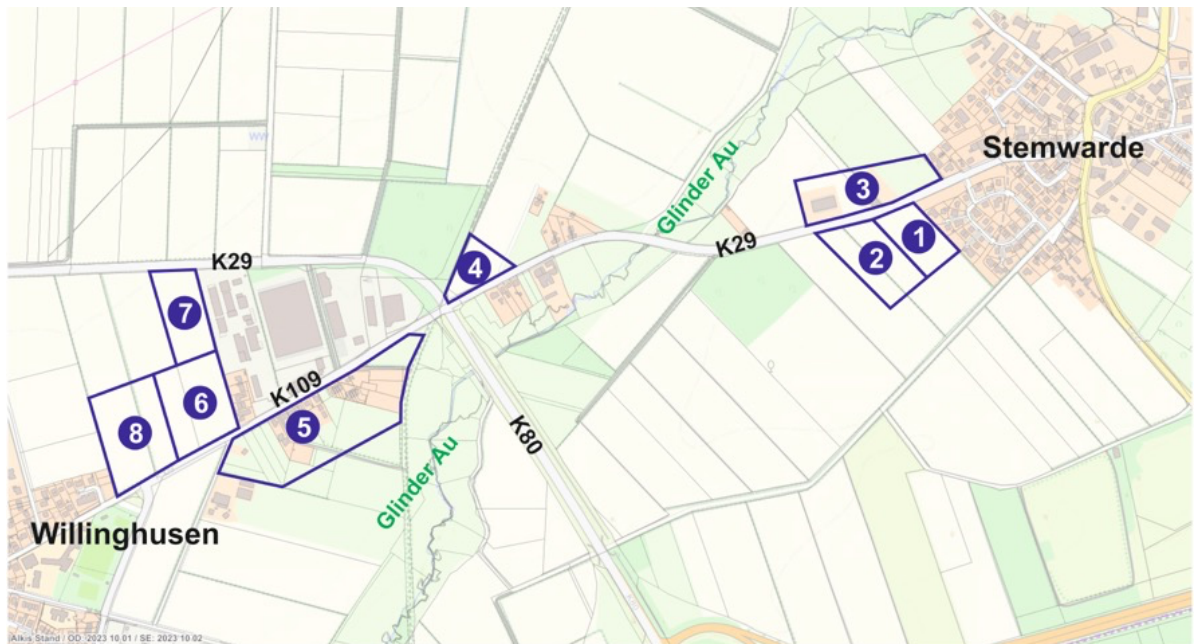 WW
Stemwarde
Glinder Au
3
1
K29
2
4
K29
7
K109
6
8
5
K80
Glinder Au
Willinghusen
Alkis Stand / OD: 2023 10 01 / SE: 2023 10 02